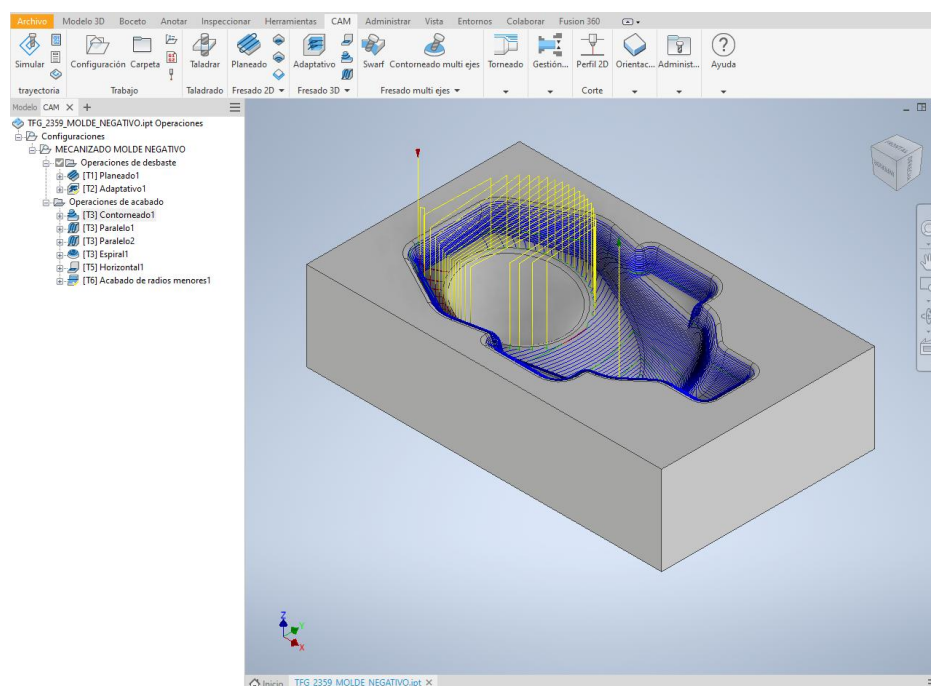 Archivo Modelo 3D Boceto Anotar Inspeccionar Herramientas CAM Administrar Vista Entornos Colaborar Fusion 360
Simular Configuración Carpeta Taladrar Planeado Adaptativo Swarf Contorneado multi ejes Torneado Gestión... Perfil 2D Orientac... Administ... Ayuda
trayectoria Trabajo Taladrado Fresado 2D Fresado 3D Fresado multi ejes Corte
Modelo CAM × +
TFG_2359_MOLDE_NEGATIVO.ipt Operaciones
Configuraciones
MECANIZADO MOLDE NEGATIVO
Operaciones de desbaste
[T1] Planeado1
[T2] Adaptativo1
Operaciones de acabado
[T3] Contorneado1
[T3] Paralelo1
[T3] Paralelo2
[T3] Espiral1
[T5] Horizontal1
[T6] Acabado de radios menores1
Z
Y
X
Inicio TFG_2359_MOLDE_NEGATIVO.ipt ×